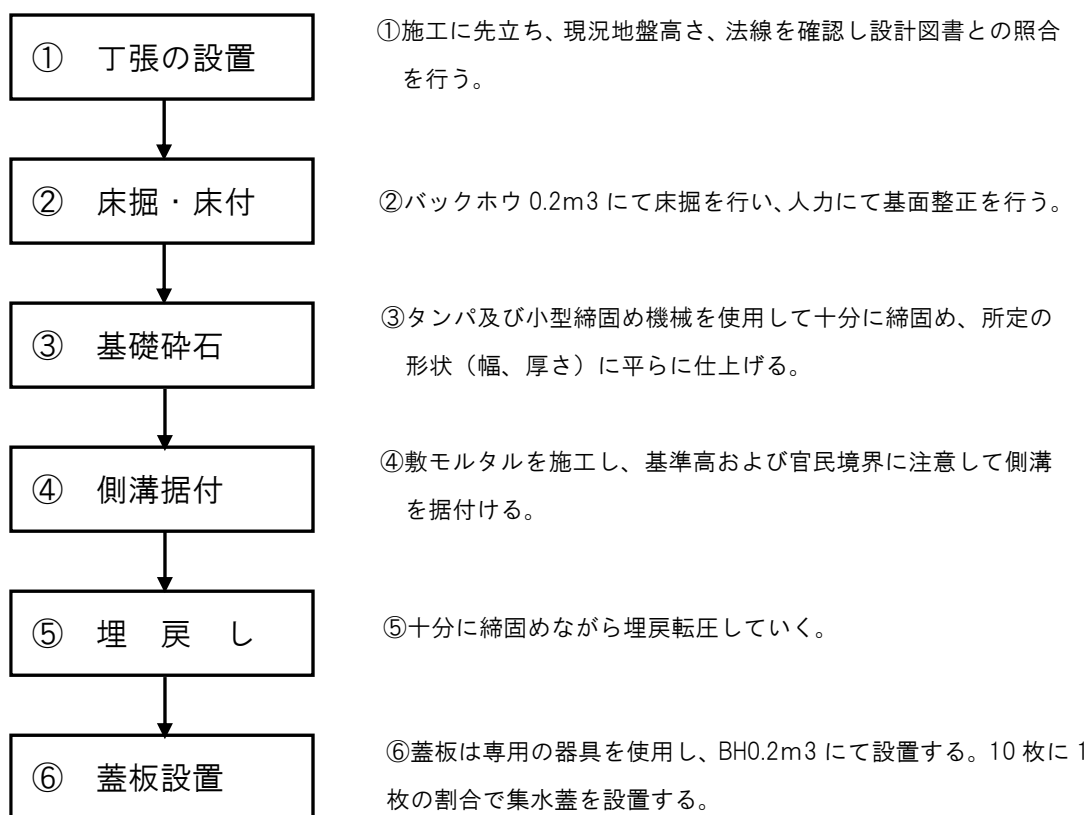 ① 丁張の設置
①施工に先立ち、現況地盤高さ、法線を確認し設計図書との照合
を行う。
② 床掘・床付
②バックホウ 0.2m3 にて床掘を行い、人力にて基面整正を行う。
③ 基礎砕石
③タンパ及び小型締固め機械を使用して十分に締固め、所定の
形状（幅、厚さ）に平らに仕上げる。
④ 側溝据付
④敷モルタルを施工し、基準高および官民境界に注意して側溝
を据付ける。
⑤ 埋 戻 し
⑤十分に締固めながら埋戻転圧していく。
⑥ 蓋板設置
⑥蓋板は専用の器具を使用し、BH0.2m3 にて設置する。10 枚に 1
枚の割合で集水蓋を設置する。